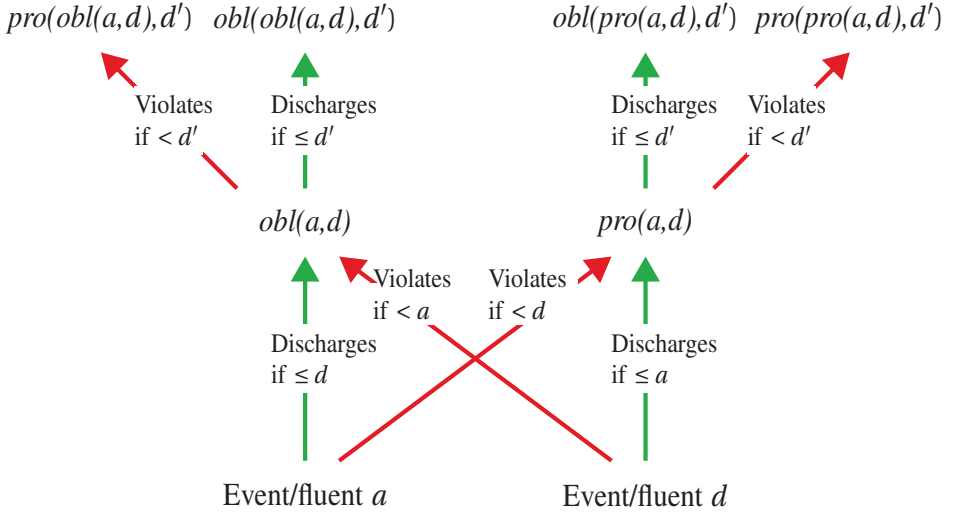 pro(obl(a,d),d′) obl(obl(a,d),d′) obl(pro(a,d),d′) pro(pro(a,d),d′)
Violates
if < d′
Discharges
if ≤ d′
Discharges
if ≤ d′
Violates
if < d′
obl(a,d) pro(a,d)
Violates
if < a
Violates
if < d
Discharges
if ≤ d
Discharges
if ≤ a
Event/fluent a Event/fluent d